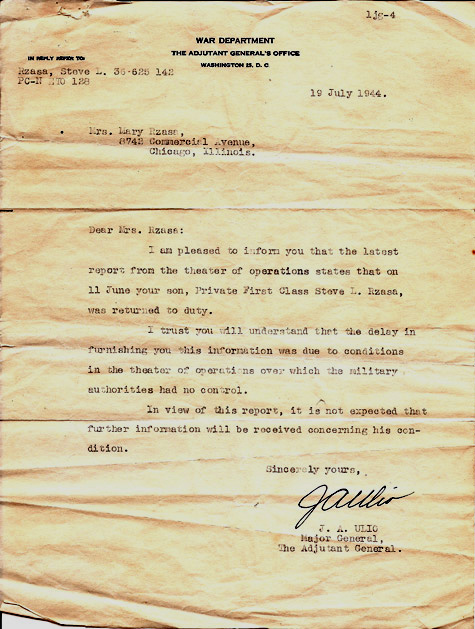 1jg-4
WAR DEPARTMENT
THE ADJUTANT GENERAL'S OFFICE
WASHINGTON 25, D. C.
IN REPLY REFER TO:
Rzasa, Steve L. 36 625 142
PC-N ETO 128
19 July 1944.
Mrs. Mary Rzasa,
8742 Commercial Avenue,
Chicago, Illinois.
Dear Mrs. Rzasa:
I am pleased to inform you that the latest
report from the theater of operations states that on
11 June your son, Private First Class Steve L. Rzasa,
was returned to duty.
I trust you will understand that the delay in
furnishing you this information was due to conditions
in the theater of operations over which the military
authorities had no control.
In view of this report, it is not expected that
further information will be received concerning his con-
dition.
Sincerely yours,
JAUlio
J. A. ULIO
Major General,
The Adjutant General.